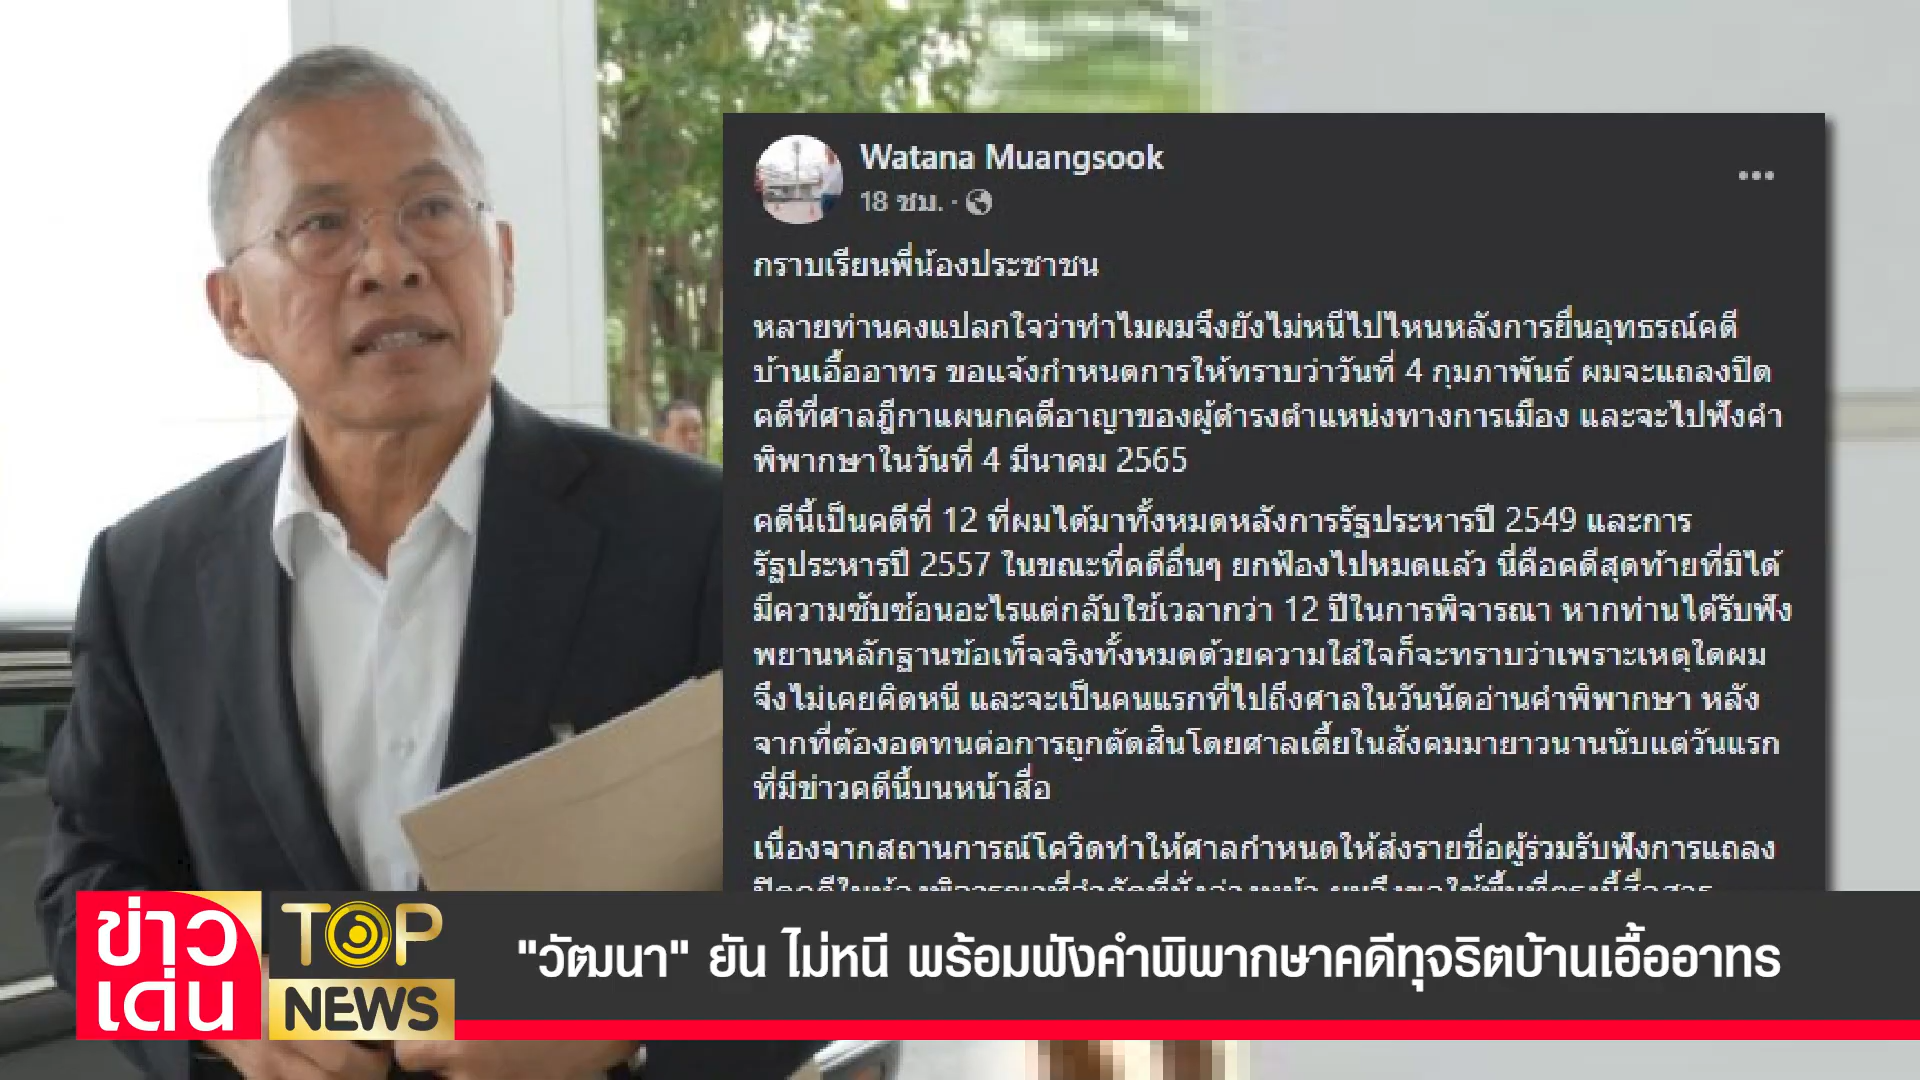 Watana Muangsook
18 ชม. ·
กราบเรียนพี่น้องประชาชน
หลายท่านคงแปลกใจว่าทำไมผมจึงยังไม่หนีไปไหนหลังการยื่นอุทธรณ์คดี
บ้านเอื้ออาทร ขอแจ้งกำหนดการให้ทราบว่าวันที่ 4 กุมภาพันธ์ ผมจะแถลงปิด
คดีที่ศาลฎีกาแผนกคดีอาญาของผู้ดำรงตำแหน่งทางการเมือง และจะไปฟังคำ
พิพากษาในวันที่ 4 มีนาคม 2565
คดีนี้เป็นคดีที่ 12 ที่ผมได้มาทั้งหมดหลังการรัฐประหารปี 2549 และการ
รัฐประหารปี 2557 ในขณะที่คดีอื่นๆ ยกฟ้องไปหมดแล้ว นี่คือคดีสุดท้ายที่มิได้
มีความซับซ้อนอะไรแต่กลับใช้เวลากว่า 12 ปีในการพิจารณา หากท่านได้รับฟัง
พยานหลักฐานข้อเท็จจริงทั้งหมดด้วยความใส่ใจก็จะทราบว่าเพราะเหตุใดผม
จึงไม่เคยคิดหนี และจะเป็นคนแรกที่ไปถึงศาลในวันนัดอ่านคำพิพากษา หลัง
จากที่ต้องอดทนต่อการถูกตัดสินโดยศาลเตี้ยในสังคมมายาวนานนับแต่วันแรก
ที่มีข่าวคดีนี้บนหน้าสื่อ
เนื่องจากสถานการณ์โควิดทำให้ศาลกำหนดให้ส่งรายชื่อผู้ร่วมรับฟังการแถลง
ข่าว
เด่น
TOP
NEWS
"วัฒนา" ยัน ไม่หนี พร้อมฟังคำพิพากษาคดีทุจริตบ้านเอื้ออาทร